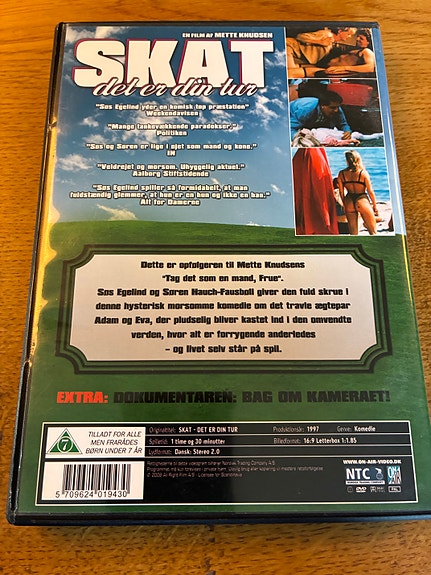 EN FILM AF METTE KNUDSEN
SKAT
det er din tur
"Søs Egelind yder en komisk top præstation"
Weekendavisen
"Mange tankevækkende paradokser."
Politiken
"Søs og Søren er lige i øjet som mand og kone."
IN
"Veldrejet og morsom. Uhyggelig aktuel."
Aalborg Stiftstidende
"Søs Egelind spiller så formidabelt, at man
fuldstændig glemmer, at hun er en hun og ikke en han."
Alt for Damerne
Dette er opfølgeren til Mette Knudsens
"Tag det som en mand, Frue".
Søs Egelind og Søren Hauch-Fausbøll giver den fuld skrue i
denne hysterisk morsomme komedie om det travle ægtepar
Adam og Eva, der pludselig bliver kastet ind i den omvendte
verden, hvor alt er forrygende anderledes
– og livet selv står på spil.
EXTRA: DOKUMENTAREN: BAG OM KAMERAET!
7
TILLADT FOR ALLE
MEN FRARÅDES
BØRN UNDER 7 ÅR
Originaltitel: SKAT - DET ER DIN TUR Produktionsår: 1997 Genre: Komedie
Spilletid: 1 time og 30 minutter Billedformat: 16:9 Letterbox 1:1.85
Lydformat: Dansk: Stereo 2.0
WWW.ON-AIR-VIDEO.DK
NTC
PAL
5 709624 019430